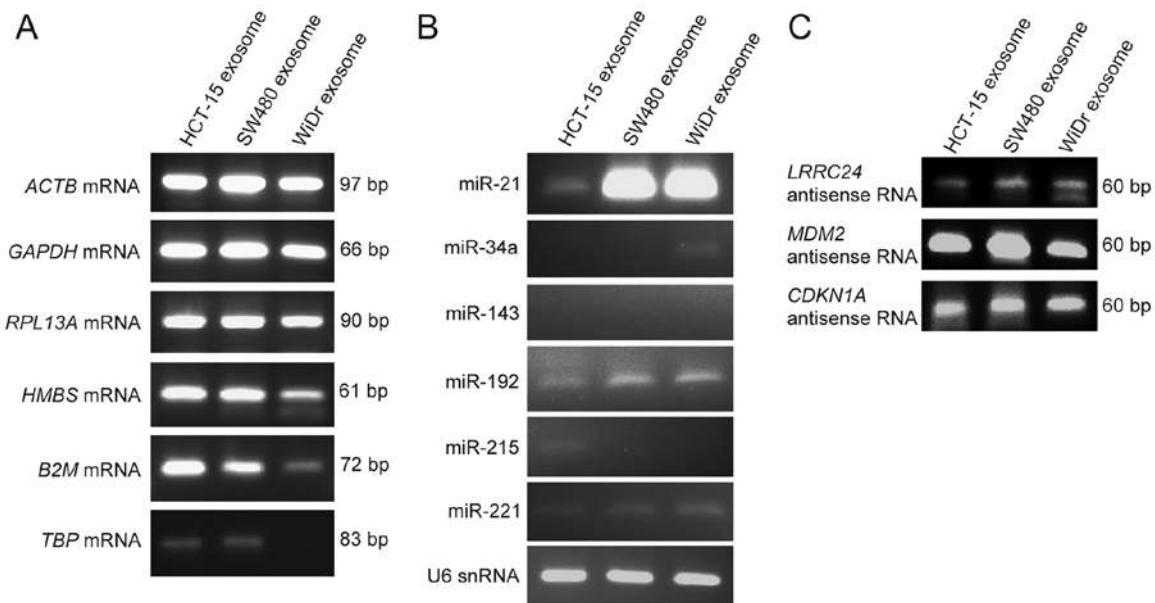 A
HCT-15 exosome
SW480 exosome
WiDr exosome
ACTB mRNA
97 bp
GAPDH mRNA
66 bp
RPL13A mRNA
90 bp
HMBS mRNA
61 bp
B2M mRNA
72 bp
TBP mRNA
83 bp
B
HCT-15 exosome
SW480 exosome
WiDr exosome
miR-21
miR-34a
miR-143
miR-192
miR-215
miR-221
U6 snRNA
C
HCT-15 exosome
SW480 exosome
WiDr exosome
LRRC24
antisense RNA
60 bp
MDM2
antisense RNA
60 bp
CDKN1A
antisense RNA
60 bp